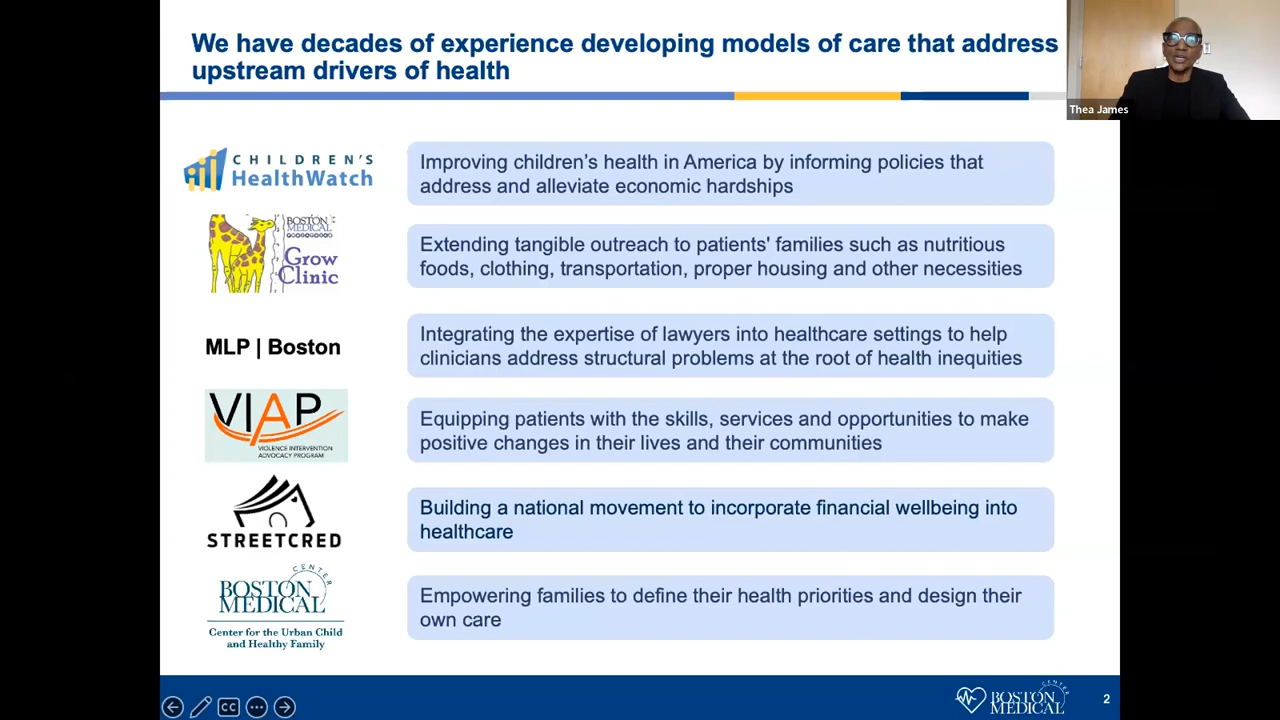 We have decades of experience developing models of care that address
upstream drivers of health
Thea James
CHILDREN'S
HealthWatch
Improving children's health in America by informing policies that
address and alleviate economic hardships
BOSTON
MEDICAL
Grow
Clinic
Extending tangible outreach to patients' families such as nutritious
foods, clothing, transportation, proper housing and other necessities
MLP | Boston
Integrating the expertise of lawyers into healthcare settings to help
clinicians address structural problems at the root of health inequities
VIAP
VIOLENCE INTERVENTION
ADVOCACY PROGRAM
Equipping patients with the skills, services and opportunities to make
positive changes in their lives and their communities
STREETCRED
Building a national movement to incorporate financial wellbeing into
healthcare
CENTER
BOSTON
MEDICAL
Center for the Urban Child
and Healthy Family
Empowering families to define their health priorities and design their
own care
CC
CENTER
BOSTON
MEDICAL
2